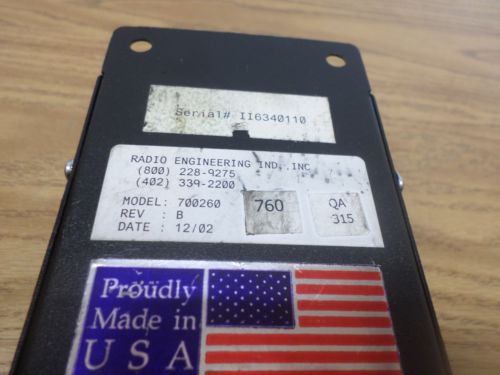 Serial# II6340110
RADIO ENGINEERING IND.,INC
(800) 228-9275
(402) 339-2200
MODEL: 700260
REV : B
DATE : 12/02
760
QA
315
Proudly
Made in
USA